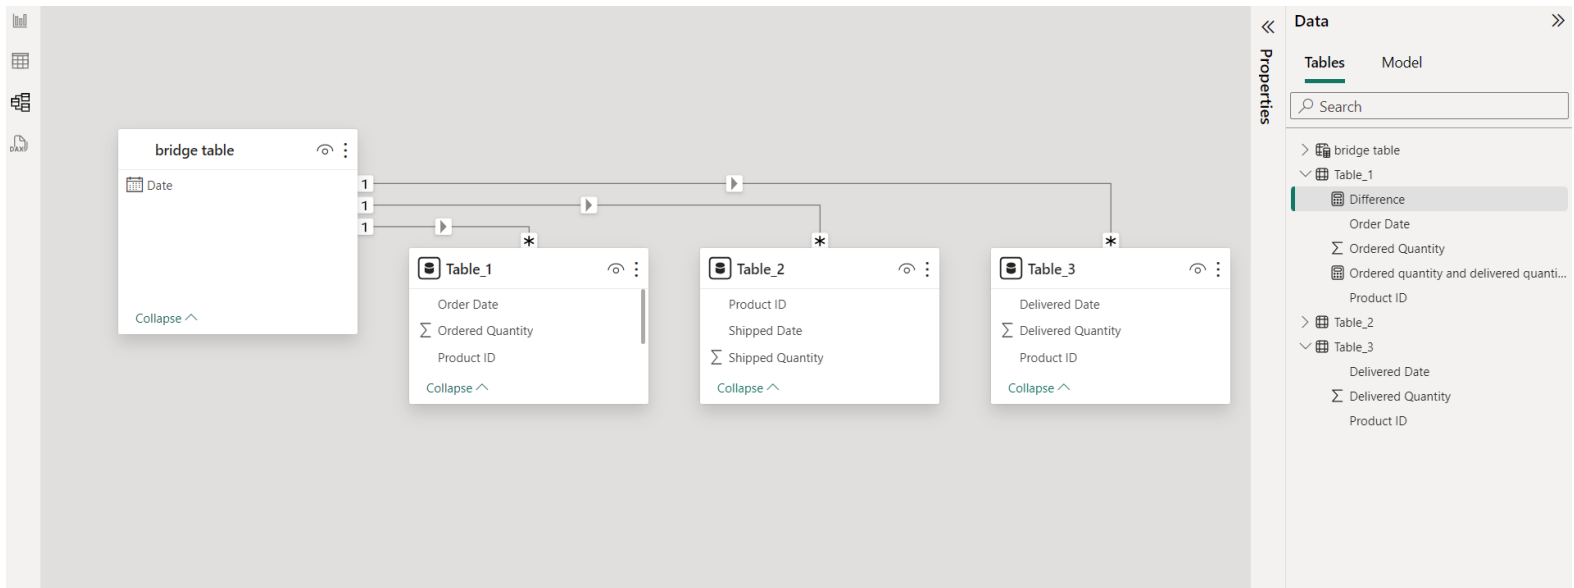 bridge table
Date
Collapse
1
1
1
*
*
*
Table_1
Order Date
∑ Ordered Quantity
Product ID
Collapse
Table_2
Product ID
Shipped Date
∑ Shipped Quantity
Collapse
Table_3
Delivered Date
∑ Delivered Quantity
Product ID
Collapse
Properties
Data
Tables Model
Search
bridge table
Table_1
Difference
Order Date
∑ Ordered Quantity
Ordered quantity and delivered quanti...
Product ID
Table_2
Table_3
Delivered Date
∑ Delivered Quantity
Product ID
DAX